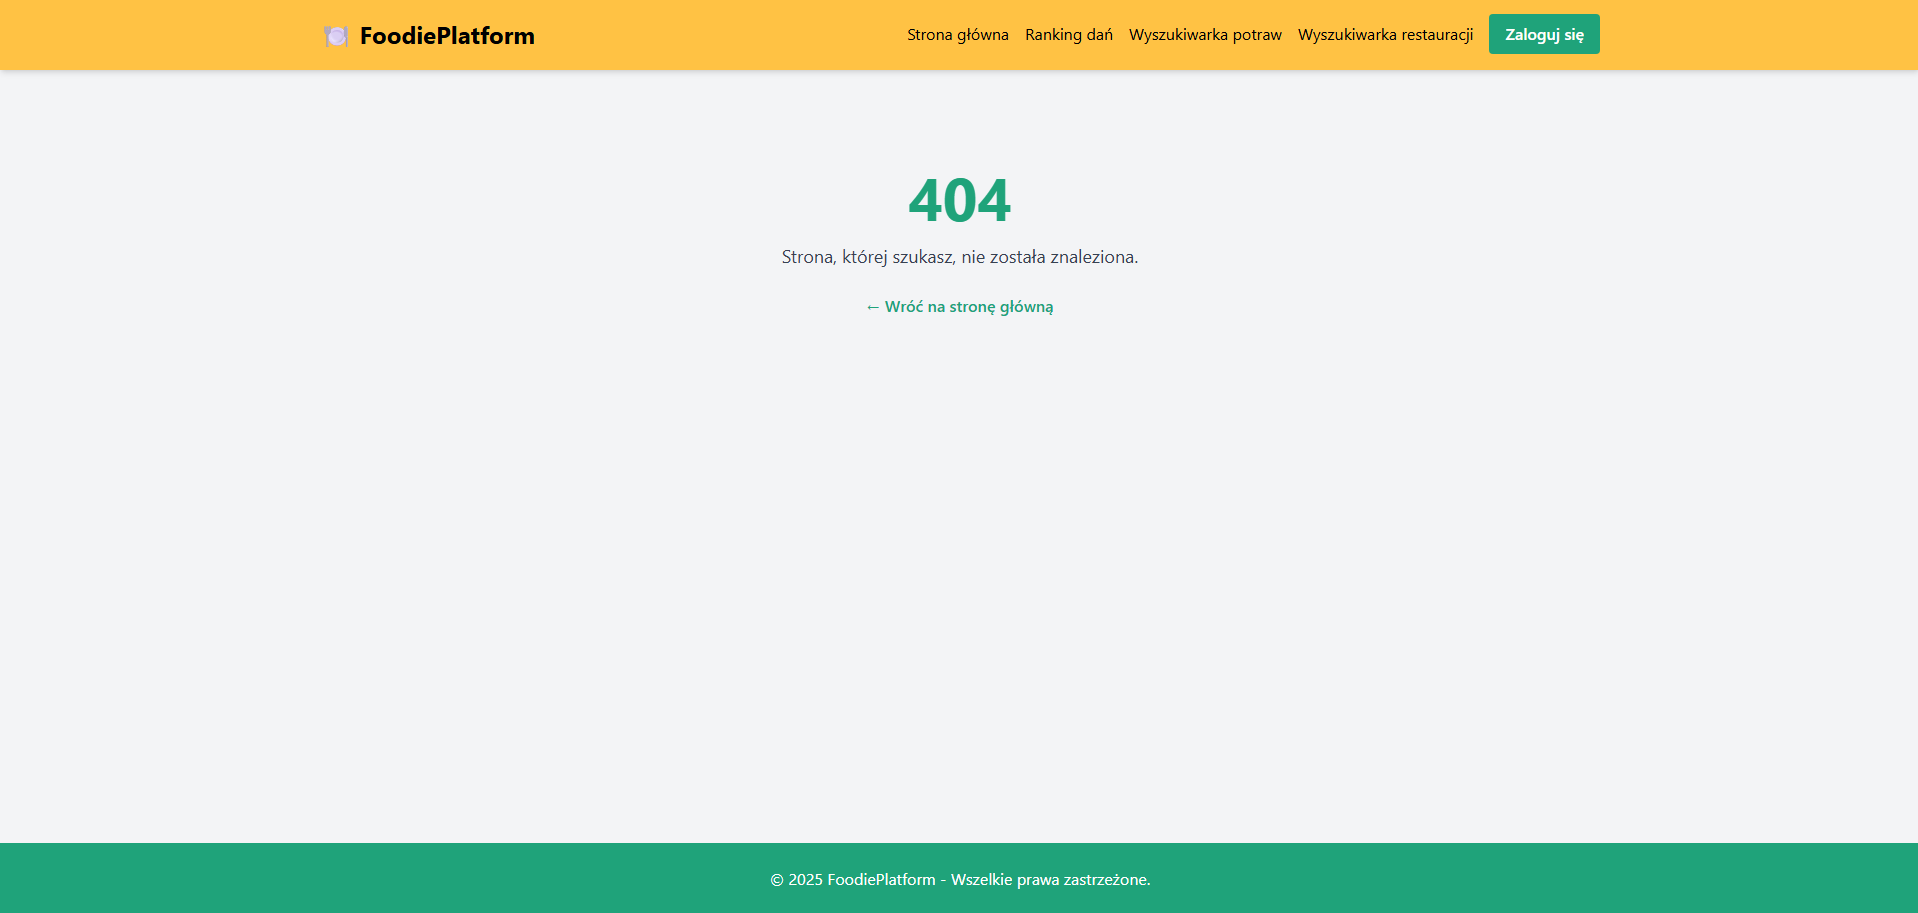 🍽️ FoodiePlatform
Strona główna Ranking dań Wyszukiwarka potraw Wyszukiwarka restauracji Zaloguj się
404
Strona, której szukasz, nie została znaleziona.
← Wróć na stronę główną
© 2025 FoodiePlatform - Wszelkie prawa zastrzeżone.